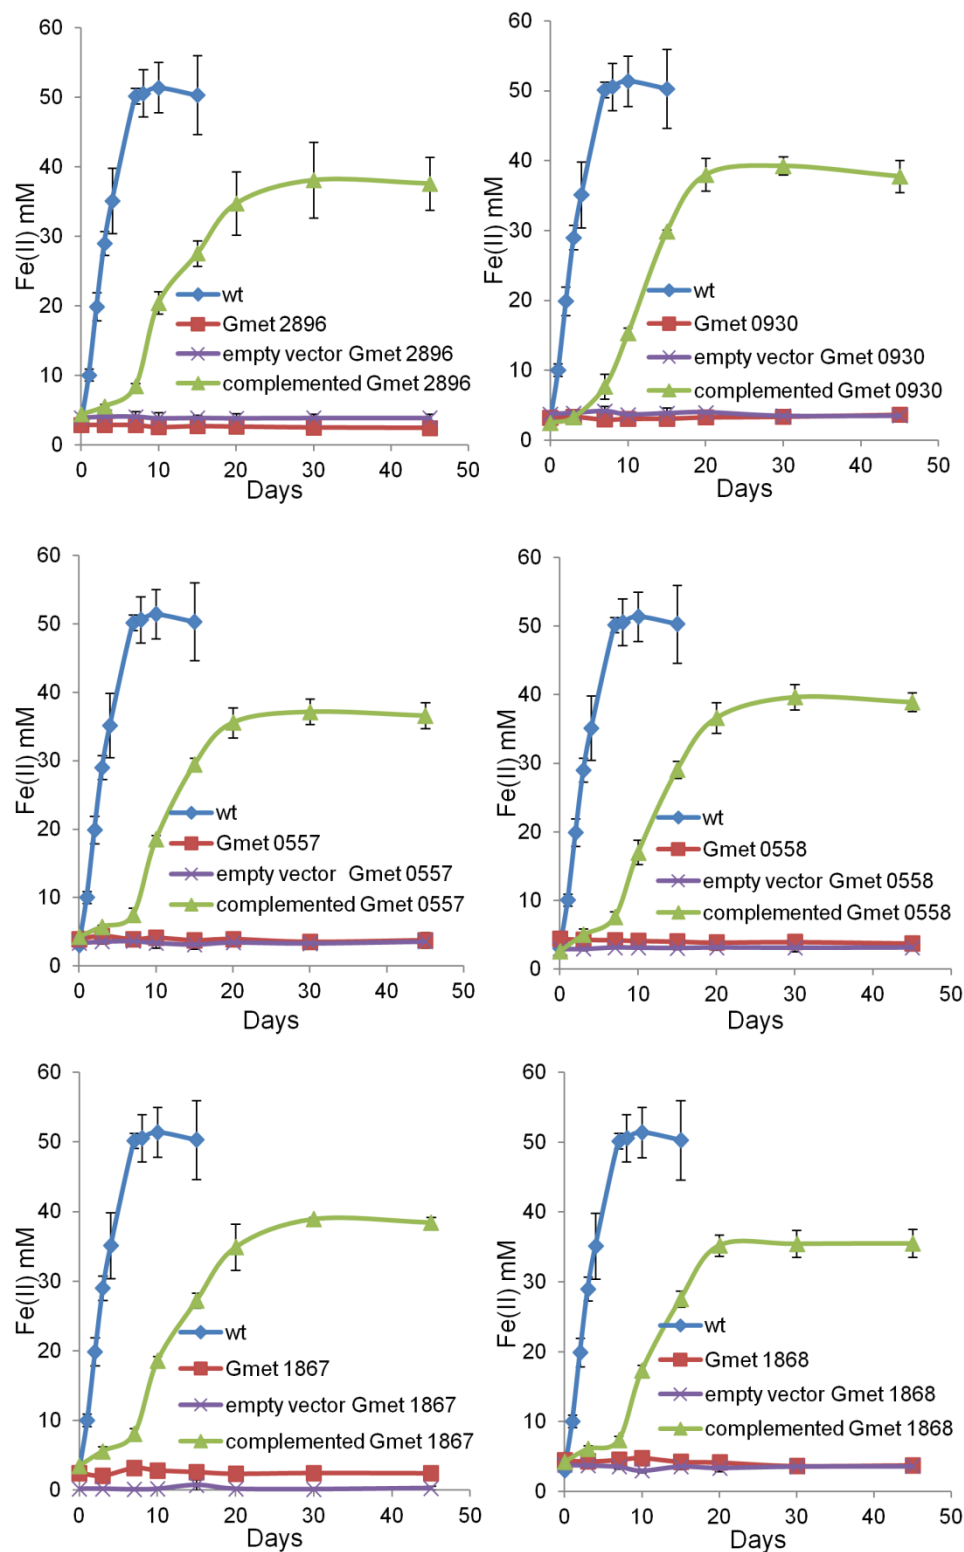 60
50
40
30
20
10
0
Fe(II) mM
wt
Gmet 2896
empty vector Gmet 2896
complemented Gmet 2896
0 10 20 30 40 50
Days
60
50
40
30
20
10
0
Fe(II) mM
wt
Gmet 0930
empty vector Gmet 0930
complemented Gmet 0930
0 10 20 30 40 50
Days
60
50
40
30
20
10
0
Fe(II) mM
wt
Gmet 0557
empty vector Gmet 0557
complemented Gmet 0557
0 10 20 30 40 50
Days
60
50
40
30
20
10
0
Fe(II) mM
wt
Gmet 0558
empty vector Gmet 0558
complemented Gmet 0558
0 10 20 30 40 50
Days
60
50
40
30
20
10
0
Fe(II) mM
wt
Gmet 1867
empty vector Gmet 1867
complemented Gmet 1867
0 10 20 30 40 50
Days
60
50
40
30
20
10
0
Fe(II) mM
wt
Gmet 1868
empty vector Gmet 1868
complemented Gmet 1868
0 10 20 30 40 50
Days